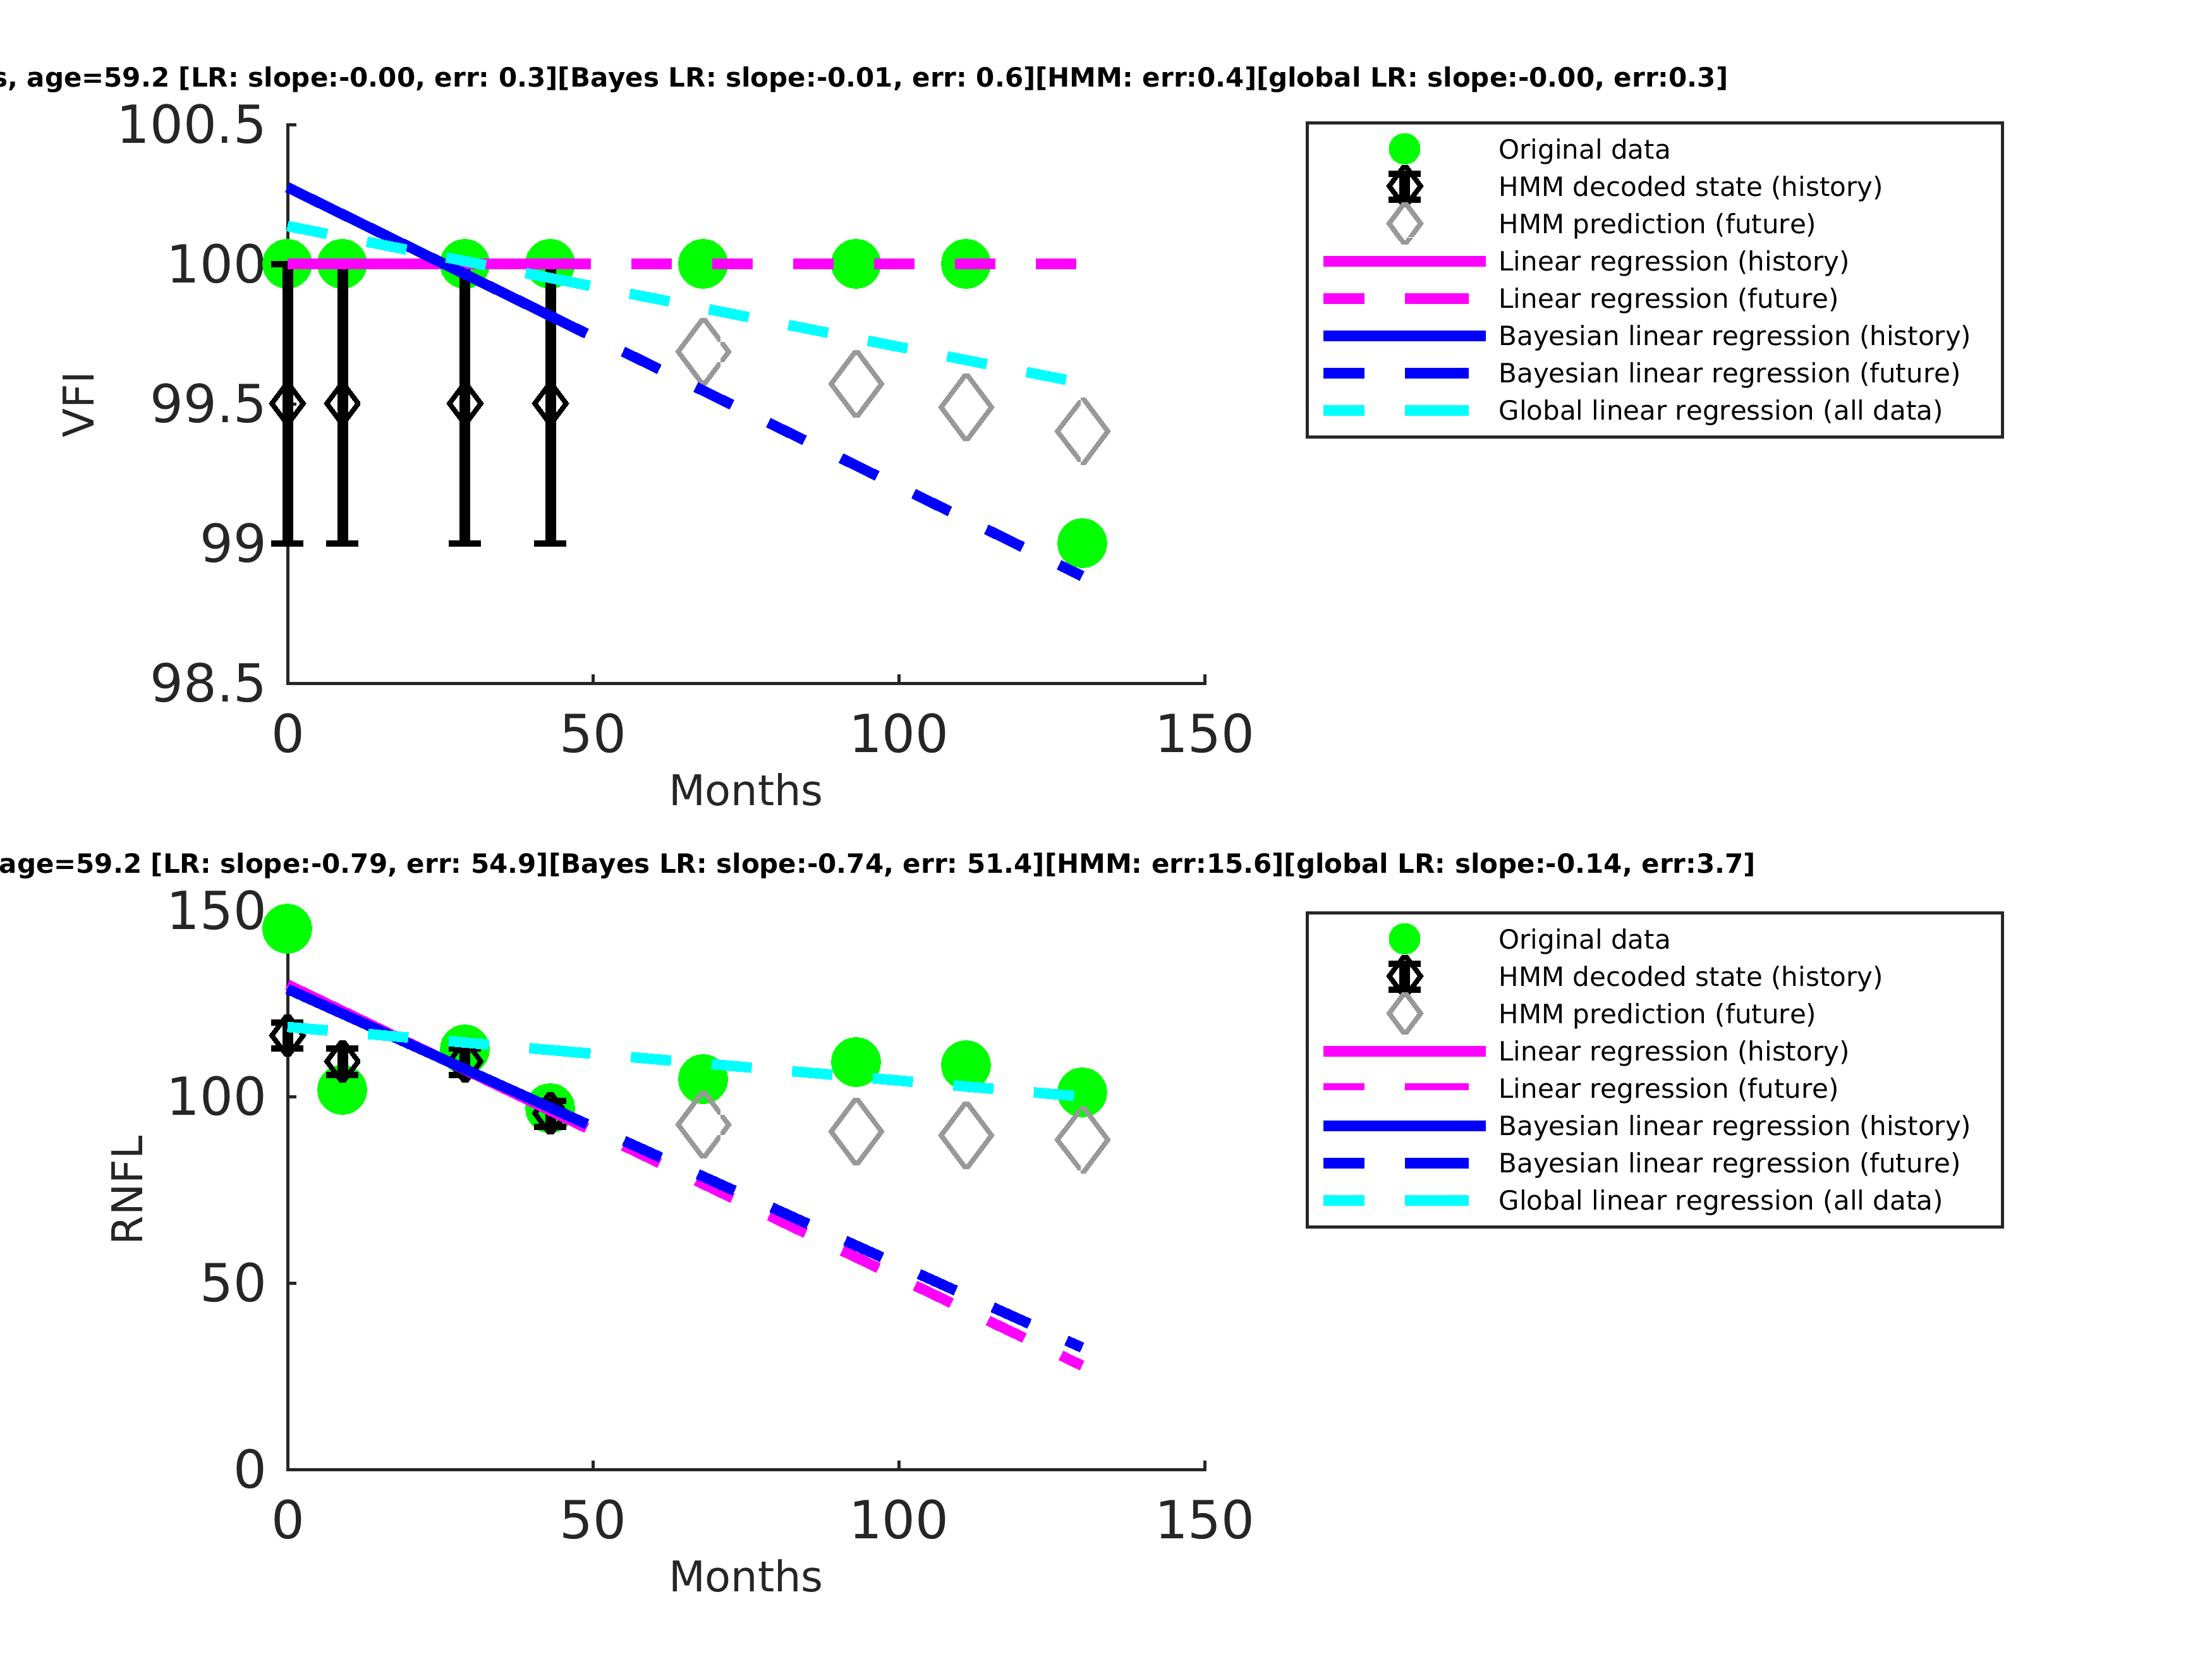 age=59.2 [LR: slope:-0.00, err: 0.3][Bayes LR: slope:-0.01, err: 0.6][HMM: err:0.4][global LR: slope:-0.00, err:0.3]
100.5
100
99.5
99
98.5
VFI
0 50 100 150
Months
Original data
HMM decoded state (history)
HMM prediction (future)
Linear regression (history)
Linear regression (future)
Bayesian linear regression (history)
Bayesian linear regression (future)
Global linear regression (all data)
age=59.2 [LR: slope:-0.79, err: 54.9][Bayes LR: slope:-0.74, err: 51.4][HMM: err:15.6][global LR: slope:-0.14, err:3.7]
150
100
50
0
RNFL
0 50 100 150
Months
Original data
HMM decoded state (history)
HMM prediction (future)
Linear regression (history)
Linear regression (future)
Bayesian linear regression (history)
Bayesian linear regression (future)
Global linear regression (all data)